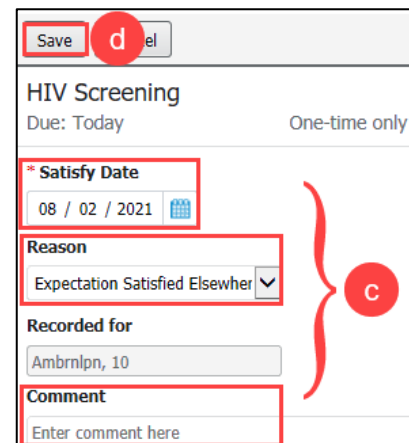 Save d el
HIV Screening
Due: Today One-time only
* Satisfy Date
08 / 02 / 2021
Reason
Expectation Satisfied Elsewher
c
Recorded for
Ambrnlpn, 10
Comment
Enter comment here